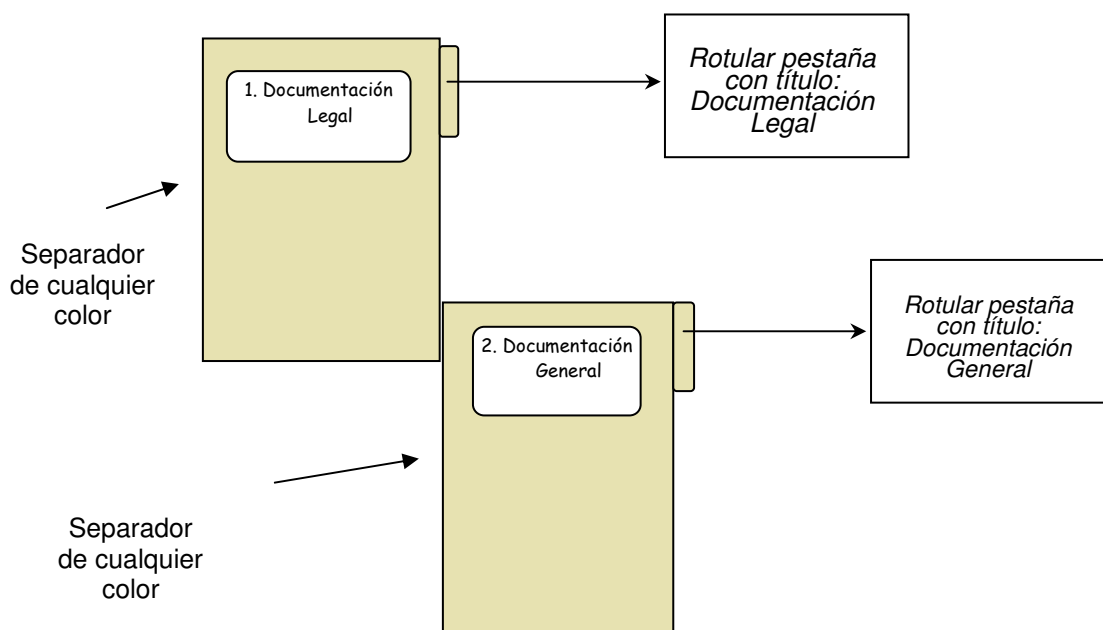 1. Documentación
Legal
Rotular pestaña
con título:
Documentación
Legal
Separador
de cualquier
color
2. Documentación
General
Rotular pestaña
con título:
Documentación
General
Separador
de cualquier
color